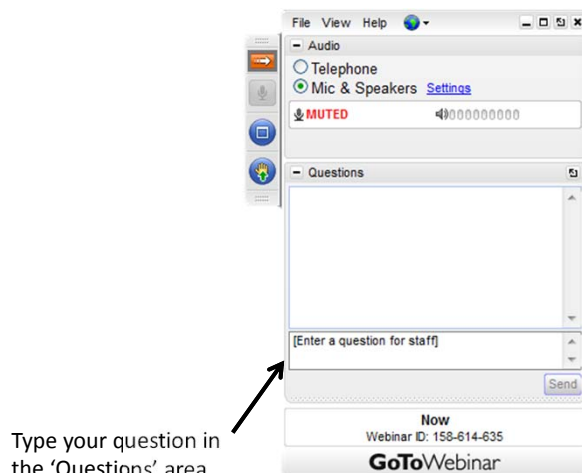 File View Help
Audio
Telephone
Mic & Speakers Settings
MUTED
Questions
[Enter a question for staff]
Send
Now
Webinar ID: 158-614-635
GoToWebinar
Type your question in
the 'Questions' area